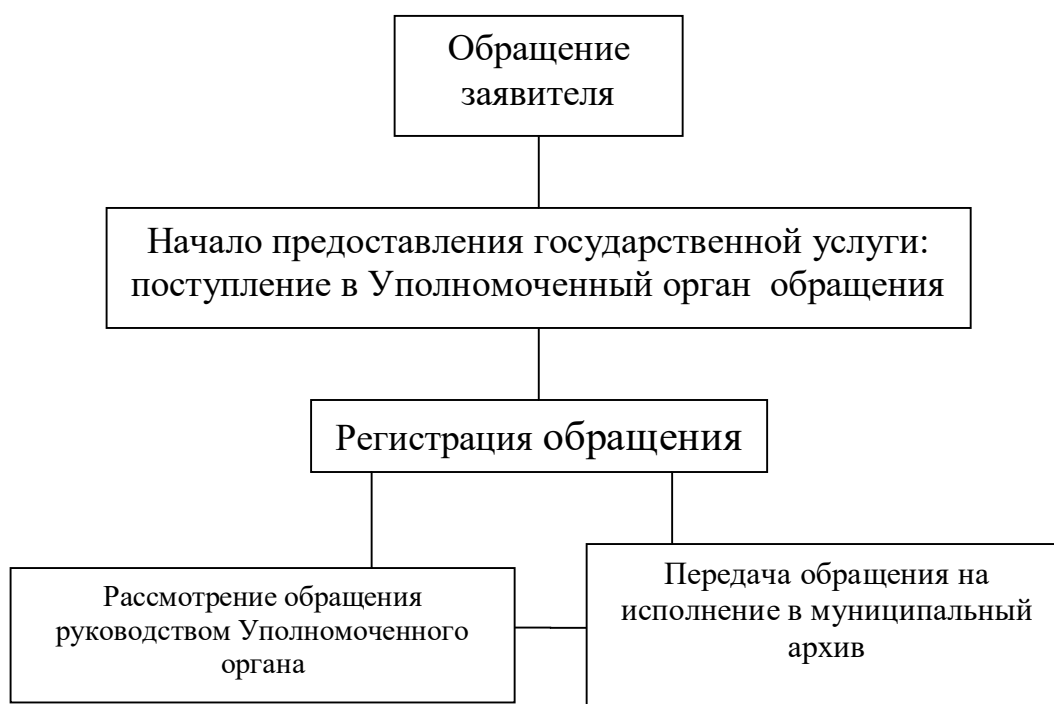 Обращение
заявителя
Начало предоставления государственной услуги:
поступление в Уполномоченный орган обращения
Регистрация обращения
Рассмотрение обращения
руководством Уполномоченного
органа
Передача обращения на
исполнение в муниципальный
архив